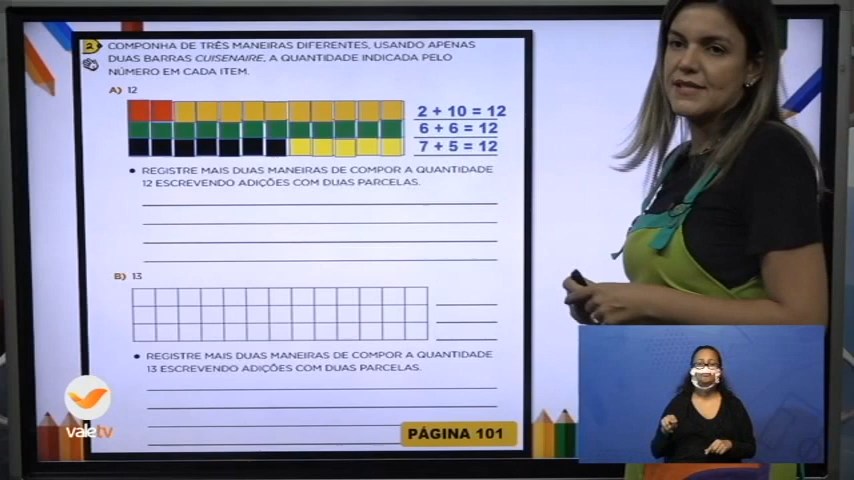 2 COMPONHA DE TRÊS MANEIRAS DIFERENTES, USANDO APENAS
DUAS BARRAS CUISENAIRE, A QUANTIDADE INDICADA PELO
NÚMERO EM CADA ITEM.
A) 12
2 + 10 = 12
6 + 6 = 12
7 + 5 = 12
• REGISTRE MAIS DUAS MANEIRAS DE COMPOR A QUANTIDADE
12 ESCREVENDO ADIÇÕES COM DUAS PARCELAS.
B) 13
• REGISTRE MAIS DUAS MANEIRAS DE COMPOR A QUANTIDADE
13 ESCREVENDO ADIÇÕES COM DUAS PARCELAS.
valetv
PÁGINA 101